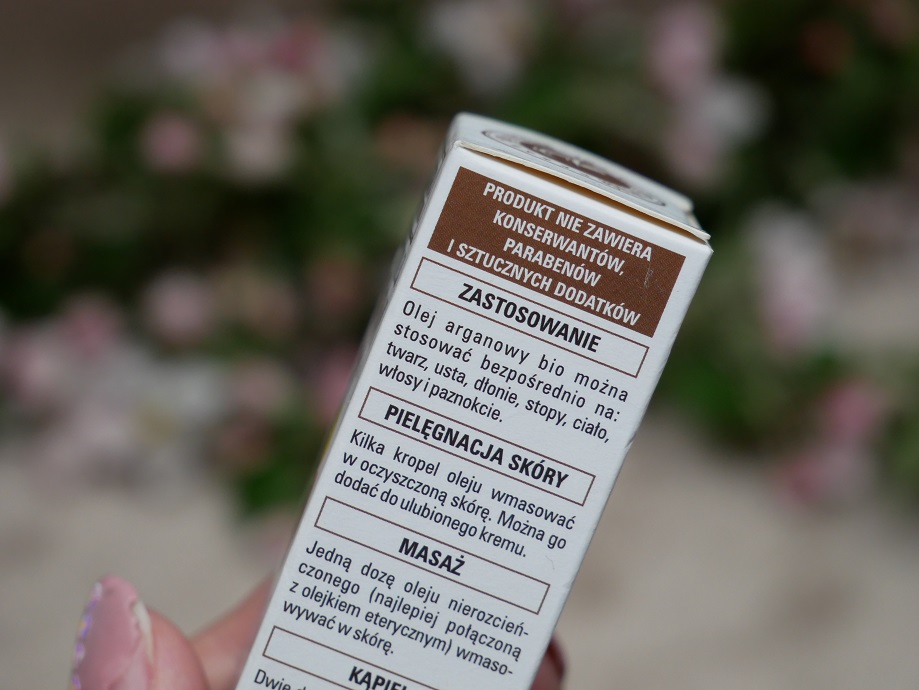 PRODUKT NIE ZAWIERA
KONSERWANTÓW,
PARABENÓW
I SZTUCZNYCH DODATKÓW
ZASTOSOWANIE
Olej arganowy bio można
stosować bezpośrednio na:
twarz, usta, dłonie, stopy, ciało,
włosy i paznokcie.
PIELĘGNACJA SKÓRY
Kilka kropel oleju wmasować
w oczyszczoną skórę. Można go
dodać do ulubionego kremu.
MASAŻ
Jedną dozę oleju nierozcień-
czonego (najlepiej połączoną
z olejkiem eterycznym) wmaso-
wywać w skórę.